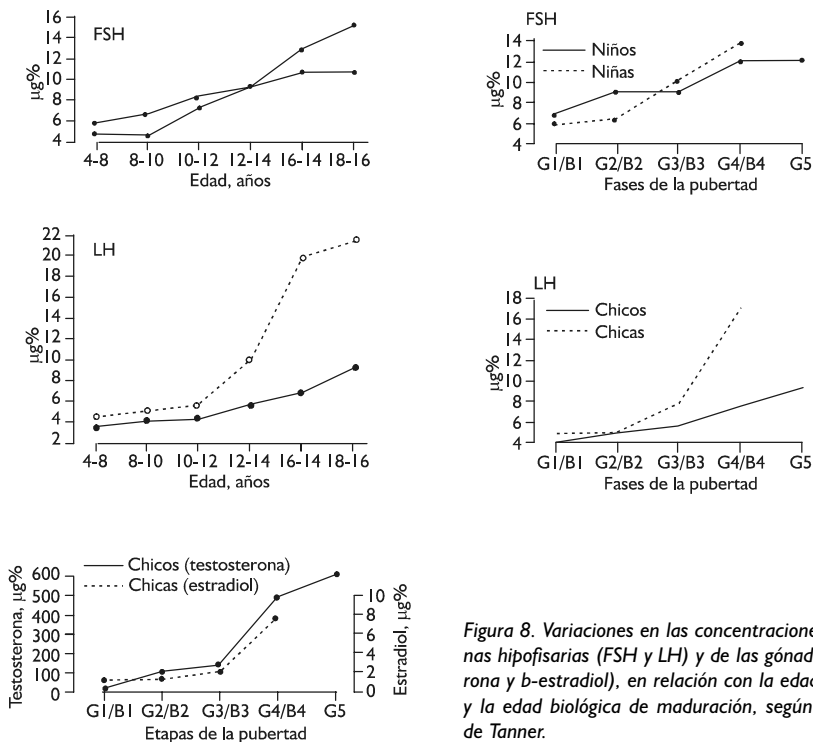 16
14
12
10
8
6
4
µg%
FSH
4-8 8-10 10-12 12-14 16-14 18-16
Edad, años
14
12
10
8
6
4
µg%
Niños
Niñas
G1/B1 G2/B2 G3/B3 G4/B4 G5
Fases de la pubertad
22
20
18
16
14
12
10
8
6
4
2
µg%
LH
4-8 8-10 10-12 12-14 16-14 18-16
Edad, años
LH
18
16
14
12
10
8
6
4
µg%
Chicos
Chicas
G1/B1 G2/B2 G3/B3 G4/B4 G5
Fases de la pubertad
Chicos (testosterona)
Chicas (estradiol)
600
500
400
300
200
100
0
Testosterona, µg%
10
8
6
4
2
0
Estradiol, µg%
G1/B1 G2/B2 G3/B3 G4/B4 G5
Etapas de la pubertad
Figura 8. Variaciones en las concentracione
nas hipofisarias (FSH y LH) y de las gónad
rona y b-estradiol), en relación con la edad
y la edad biológica de maduración, según
de Tanner.